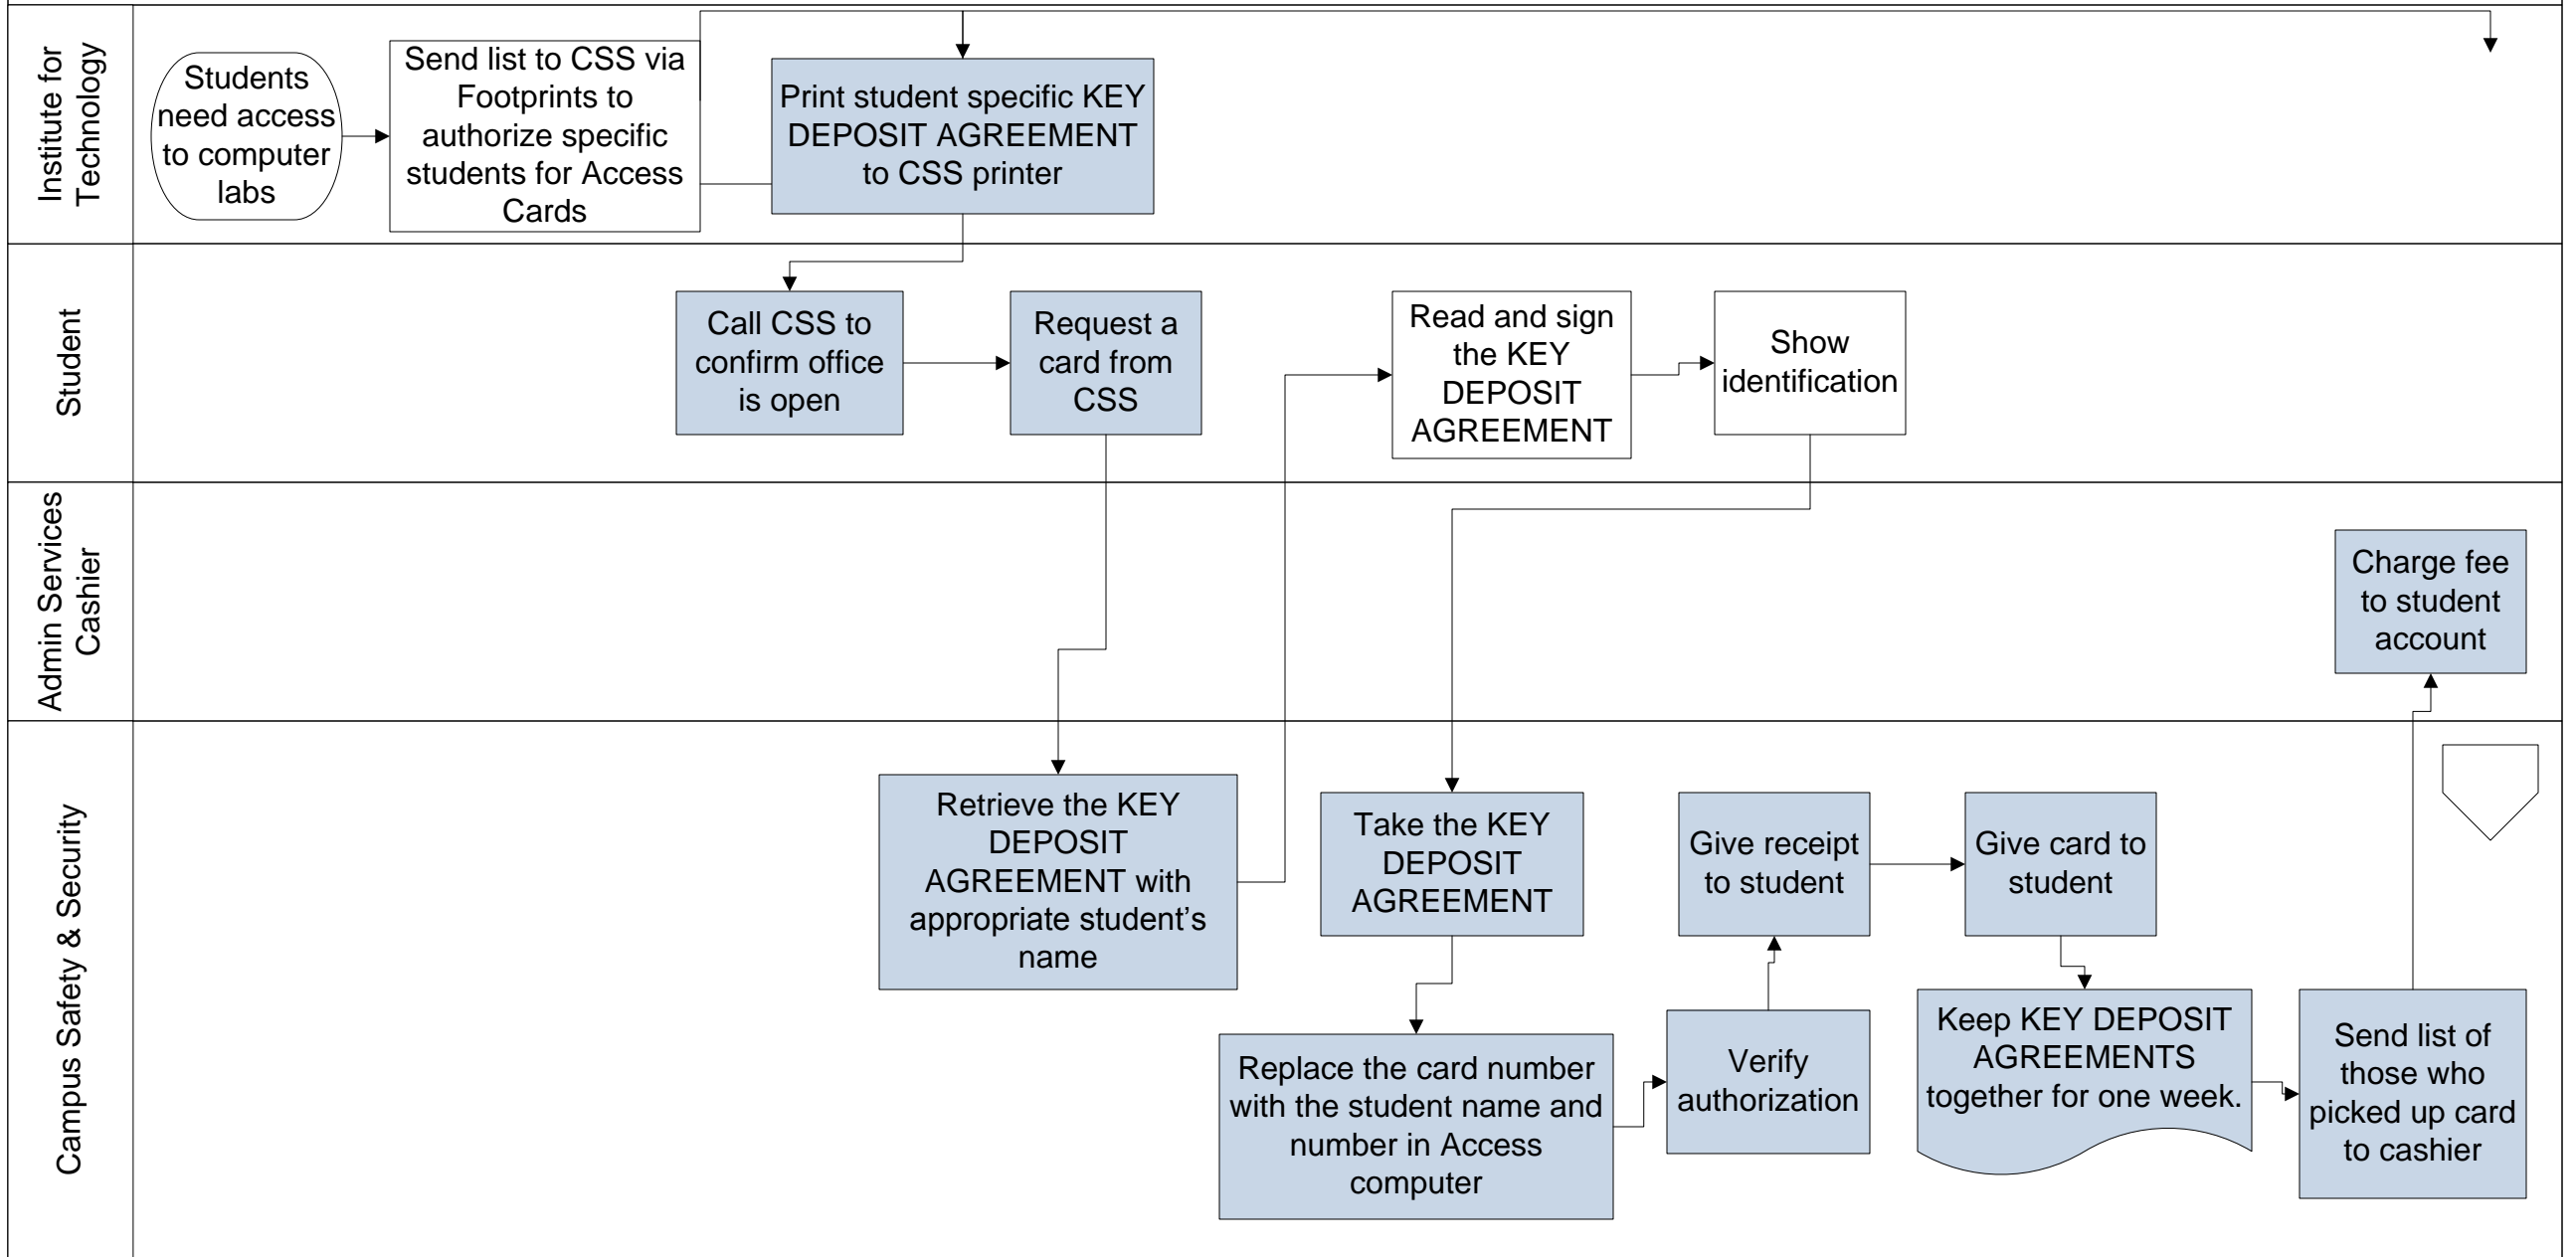 Institute for
Technology
Students
need access
to computer
labs
Send list to CSS via
Footprints to
authorize specific
students for Access
Cards
Print student specific KEY
DEPOSIT AGREEMENT
to CSS printer
Student
Call CSS to
confirm office
is open
Request a
card from
CSS
Read and sign
the KEY
DEPOSIT
AGREEMENT
Show
identification
Admin Services
Cashier
Charge fee
to student
account
Campus Safety & Security
Retrieve the KEY
DEPOSIT
AGREEMENT with
appropriate student’s
name
Take the KEY
DEPOSIT
AGREEMENT
Replace the card number
with the student name and
number in Access
computer
Verify
authorization
Give receipt
to student
Give card to
student
Keep KEY DEPOSIT
AGREEMENTS
together for one week.
Send list of
those who
picked up card
to cashier